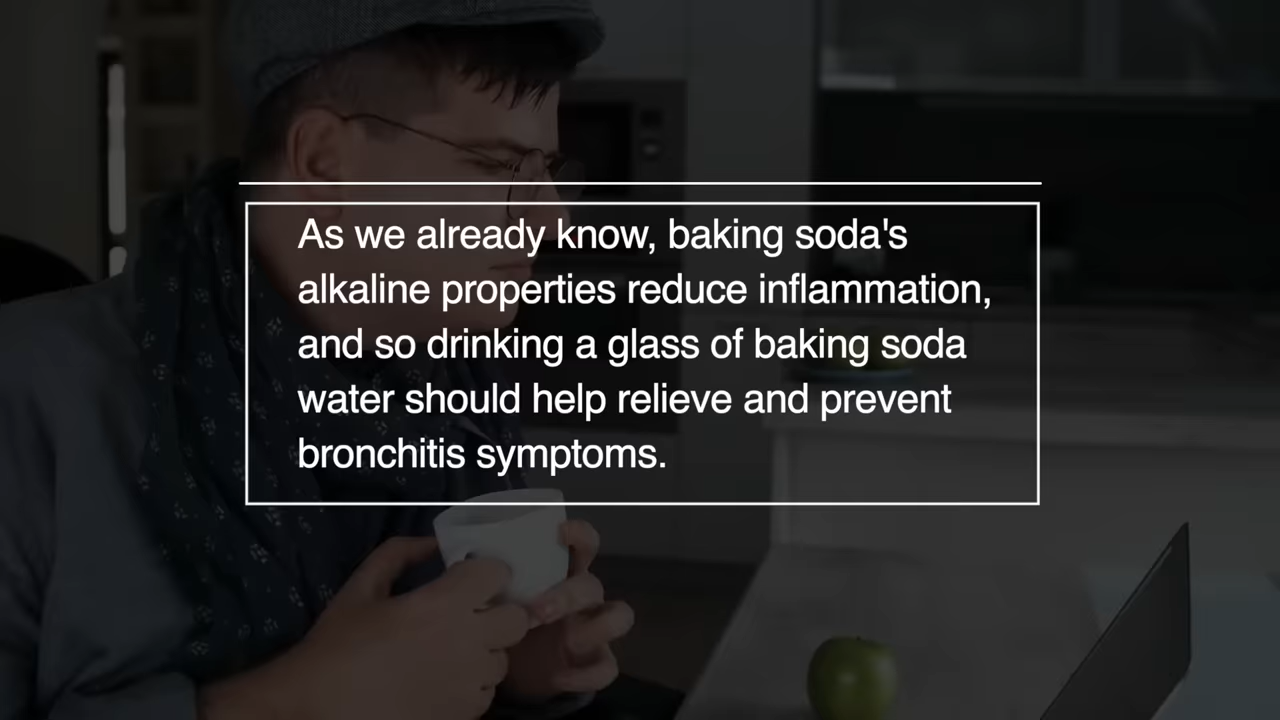 As we already know, baking soda's
alkaline properties reduce inflammation,
and so drinking a glass of baking soda
water should help relieve and prevent
bronchitis symptoms.